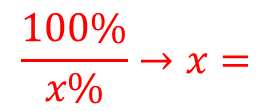 100%
x% → x =